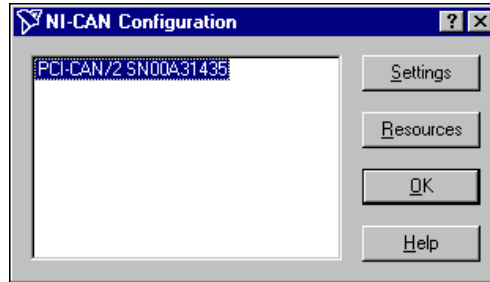 NI-CAN Configuration
PCI-CAN/2 SN00A31435
Settings
Resources
OK
Help